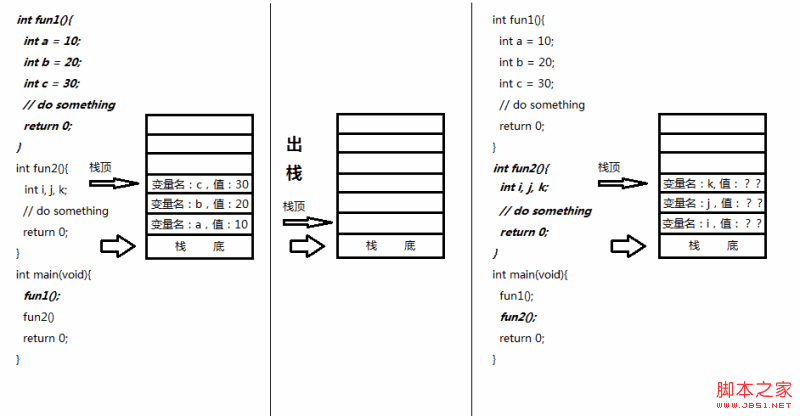 int fun1(){
int a = 10;
int b = 20;
int c = 30;
// do something
return 0;
}
int fun2(){
int i, j, k;
// do something
return 0;
}
int main(void){
fun1();
fun2()
return 0;
}
栈顶
变量名：c，值：30
变量名：b，值：20
变量名：a，值：10
栈 底
出
栈
栈顶
栈 底
int fun1(){
int a = 10;
int b = 20;
int c = 30;
// do something
return 0;
}
int fun2(){
int i, j, k;
// do something
return 0;
}
int main(void){
fun1();
fun2();
return 0;
}
栈顶
变量名：k, 值：？？
变量名：j，值：？？
变量名：i，值：？？
栈 底
脚本之家
WWW.JB51.NET